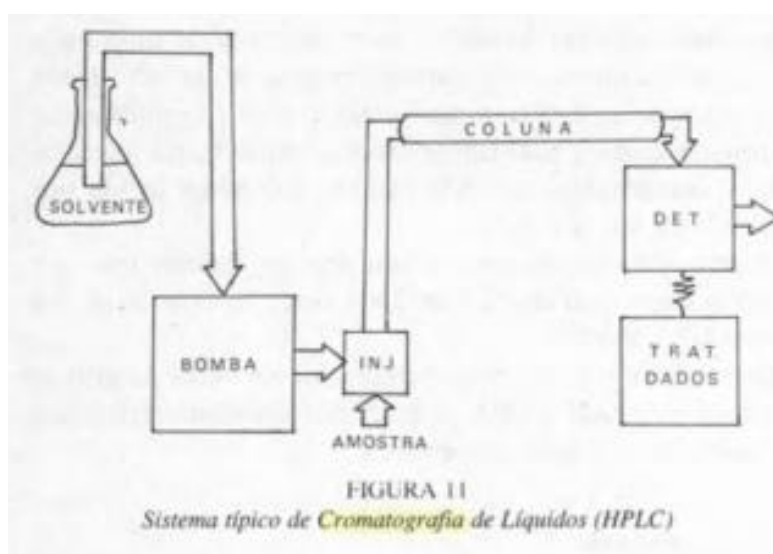 SOLVENTE
COLUNA
DET
BOMBA
INJ
TRAT.
DADOS
AMOSTRA
FIGURA 11
Sistema típico de Cromatografia de Líquidos (HPLC)